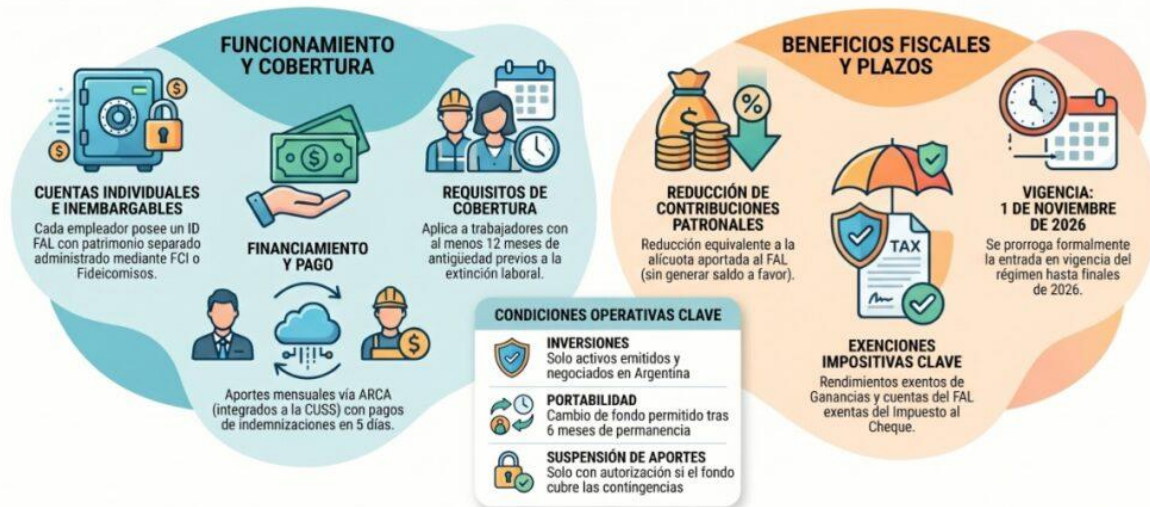 FUNCIONAMIENTO
Y COBERTURA
CUENTAS INDIVIDUALES
E INEMBARGABLES
Cada empleador posee un ID
FAL con patrimonio separado
administrado mediante FCI o
Fideicomisos.
FINANCIAMIENTO
Y PAGO
Aportes mensuales vía ARCA
(integrados a la CUSS) con pagos
de indemnizaciones en 5 días.
REQUISITOS DE
COBERTURA
Aplica a trabajadores con
al menos 12 meses de
antigüedad previos a la
extinción laboral.
CONDICIONES OPERATIVAS CLAVE
INVERSIONES
Solo activos emitidos y
negociados en Argentina
PORTABILIDAD
Cambio de fondo permitido tras
6 meses de permanencia
SUSPENSIÓN DE APORTES
Solo con autorización si el fondo
cubre las contingencias
BENEFICIOS FISCALES
Y PLAZOS
%
REDUCCIÓN DE
CONTRIBUCIONES
PATRONALES
Reducción equivalente a la
alícuota aportada al FAL
(sin generar saldo a favor).
TAX
EXENCIONES
IMPOSITIVAS CLAVE
Rendimientos exentos de
Ganancias y cuentas del FAL
exentas del Impuesto al
Cheque.
VIGENCIA:
1 DE NOVIEMBRE
DE 2026
Se prorroga formalmente
la entrada en vigencia del
régimen hasta finales
de 2026.